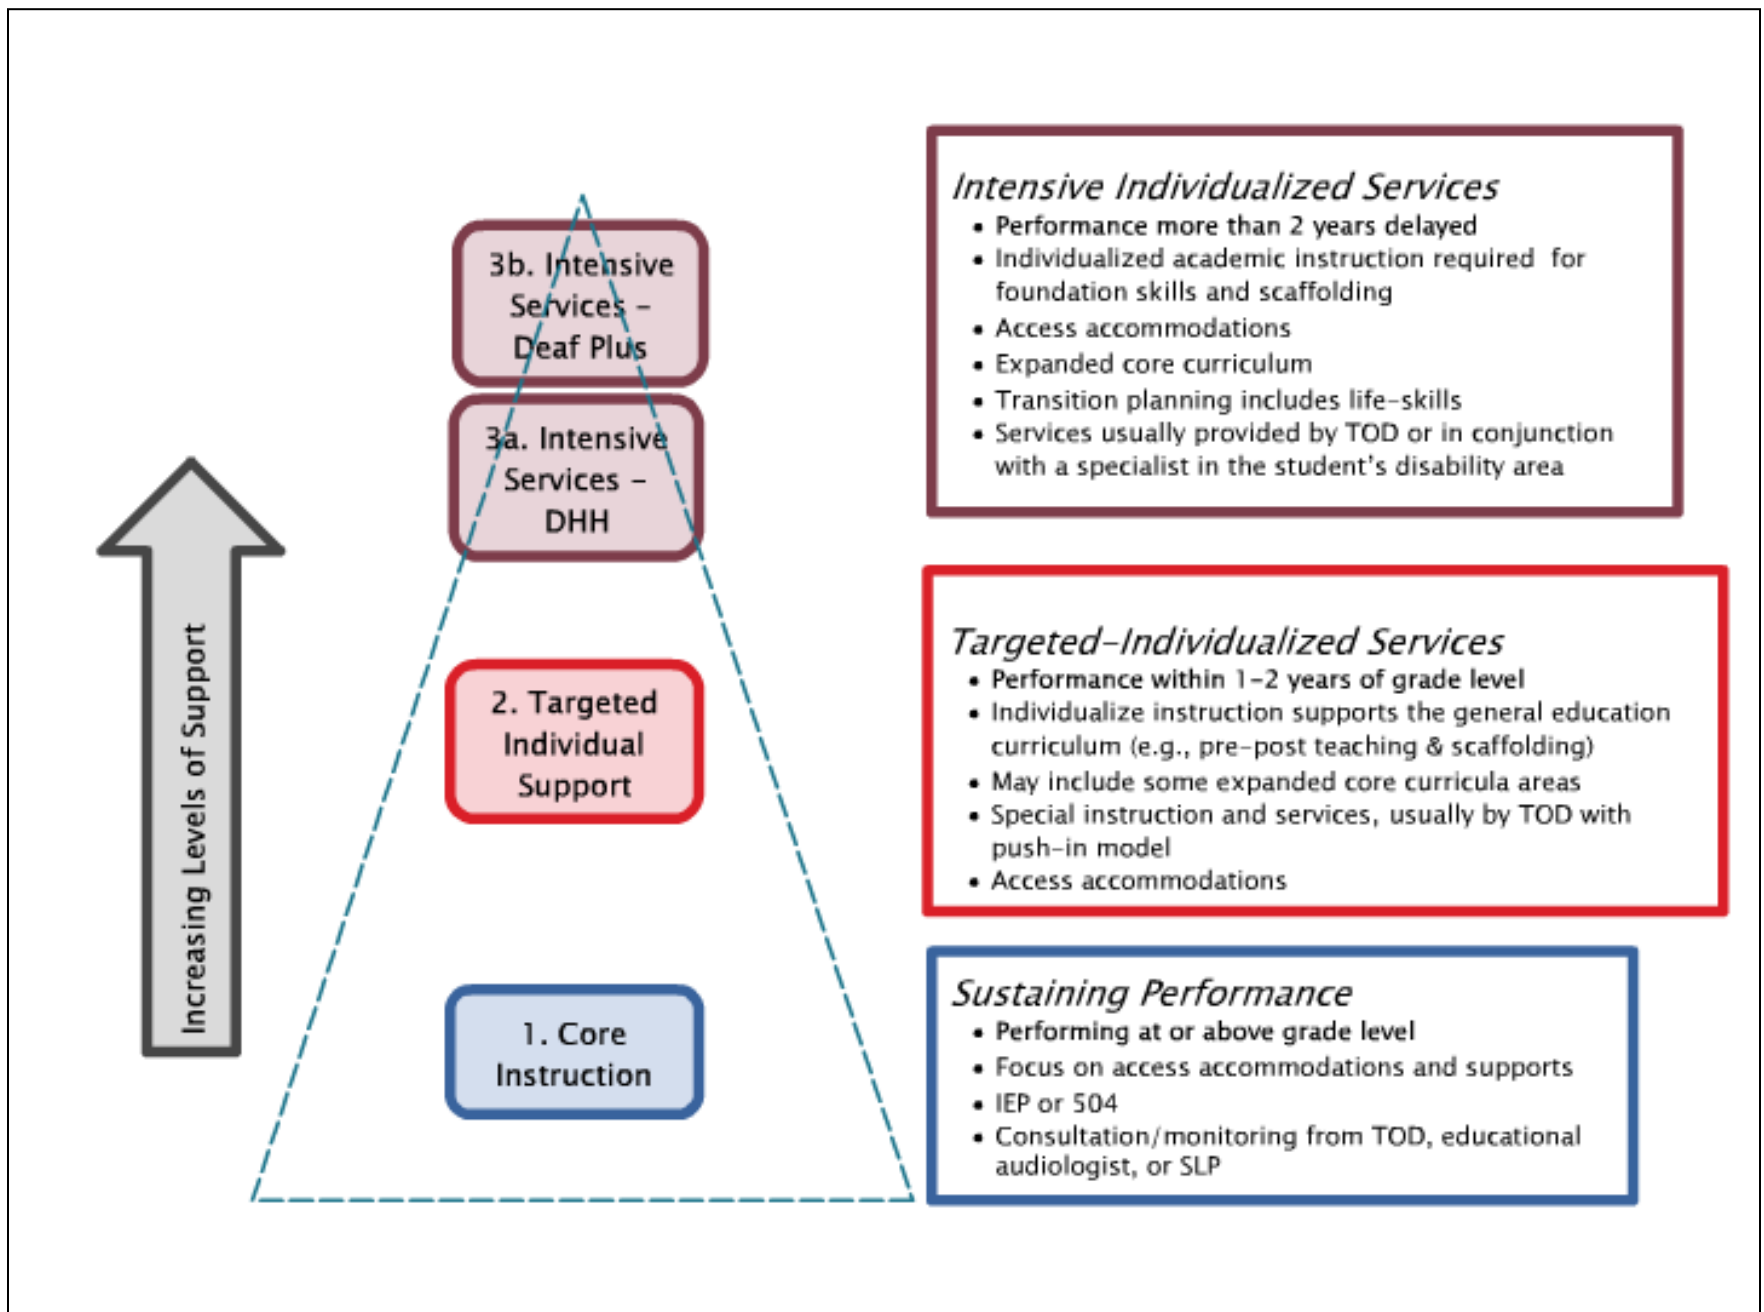 Increasing Levels of Support
3b. Intensive
Services –
Deaf Plus
3a. Intensive
Services –
DHH
2. Targeted
Individual
Support
1. Core
Instruction
Intensive Individualized Services
• Performance more than 2 years delayed
• Individualized academic instruction required for
foundation skills and scaffolding
• Access accommodations
• Expanded core curriculum
• Transition planning includes life-skills
• Services usually provided by TOD or in conjunction
with a specialist in the student's disability area
Targeted-Individualized Services
• Performance within 1-2 years of grade level
• Individualize instruction supports the general education
curriculum (e.g., pre-post teaching & scaffolding)
• May include some expanded core curricula areas
• Special instruction and services, usually by TOD with
push-in model
• Access accommodations
Sustaining Performance
• Performing at or above grade level
• Focus on access accommodations and supports
• IEP or 504
• Consultation/monitoring from TOD, educational
audiologist, or SLP